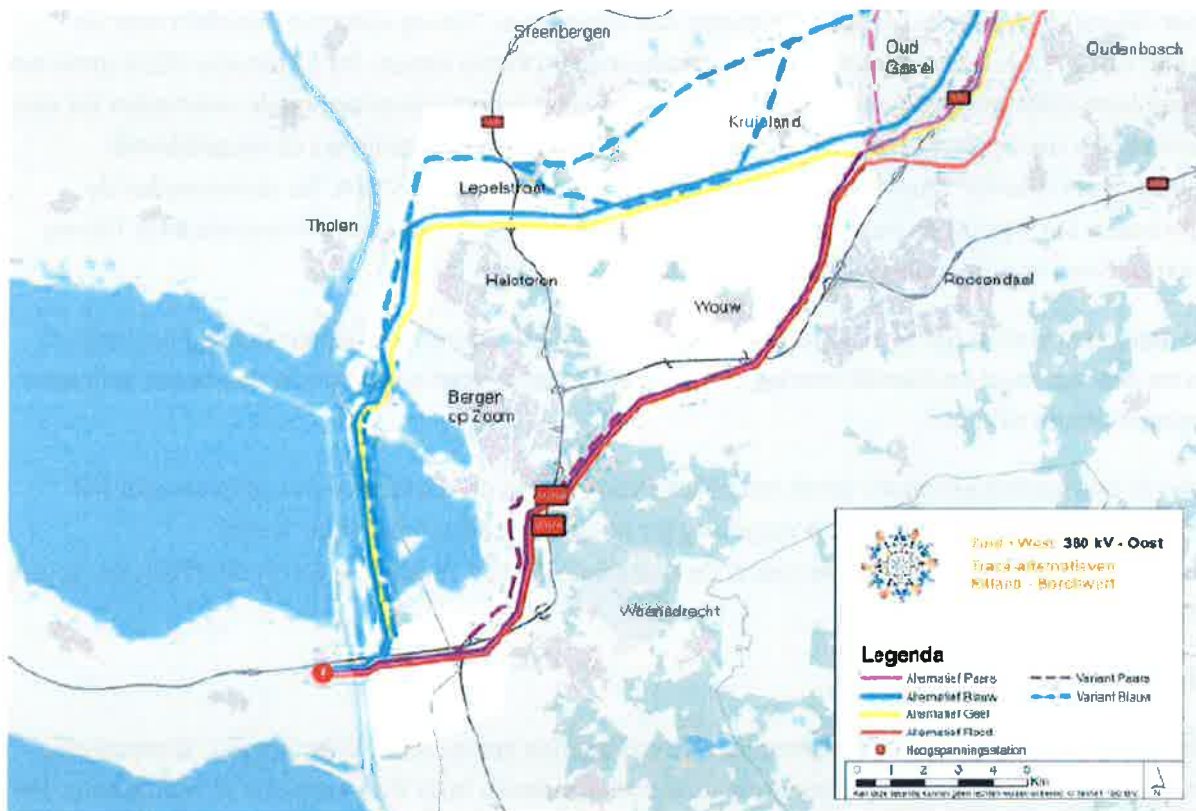 Steenbergen
Oud
Gastel
Oudenbosch
Kruisland
Lepelstraat
Tholen
Halsteren
Roosendaal
Wouw
Bergen
op Zoom
Woensdrecht
Zuid - West 380 kV - Oost
Tracé-alternatieven
Rilland - Borchwerf
Legenda
Alternatief Paars
Variant Paars
Alternatief Blauw
Variant Blauw
Alternatief Geel
Alternatief Rood
Hoogspanningsstation
0 1 2 3 4 5
Km
N